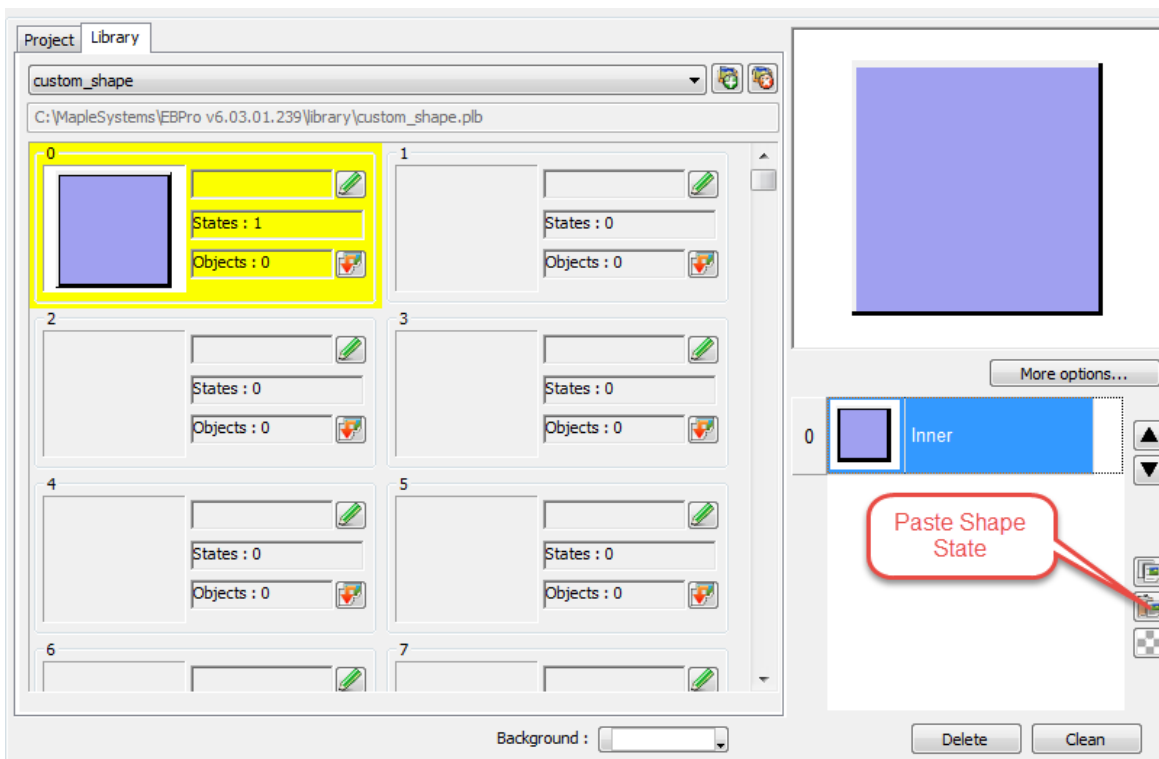 Project Library
custom_shape
C:\MapleSystems\EBPro v6.03.01.239\library\custom_shape.plb
0
States : 1
Objects : 0
1
States : 0
Objects : 0
2
States : 0
Objects : 0
3
States : 0
Objects : 0
4
States : 0
Objects : 0
5
States : 0
Objects : 0
6
7
Background :
More options...
0 Inner
Paste Shape
State
Delete Clean